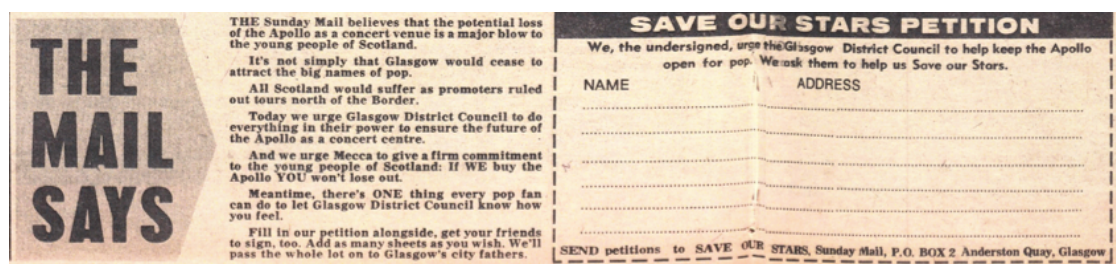 THE
MAIL
SAYS
THE Sunday Mail believes that the potential loss
of the Apollo as a concert venue is a major blow to
the young people of Scotland.
It's not simply that Glasgow would cease to
attract the big names of pop.
All Scotland would suffer as promoters ruled
out tours north of the Border.
Today we urge Glasgow District Council to do
everything in their power to ensure the future of
the Apollo as a concert centre.
And we urge Mecca to give a firm commitment
to the young people of Scotland: If WE buy the
Apollo YOU won't lose out.
Meantime, there's ONE thing every pop fan
can do to let Glasgow District Council know how
you feel.
Fill in our petition alongside, get your friends
to sign, too. Add as many sheets as you wish. We'll
pass the whole lot on to Glasgow's city fathers.
SAVE OUR STARS PETITION
We, the undersigned, urge the Glasgow District Council to help keep the Apollo
open for pop. We ask them to help us Save our Stars.
NAME ADDRESS
SEND petitions to SAVE OUR STARS, Sunday Mail, P.O. BOX 2 Anderston Quay, Glasgow